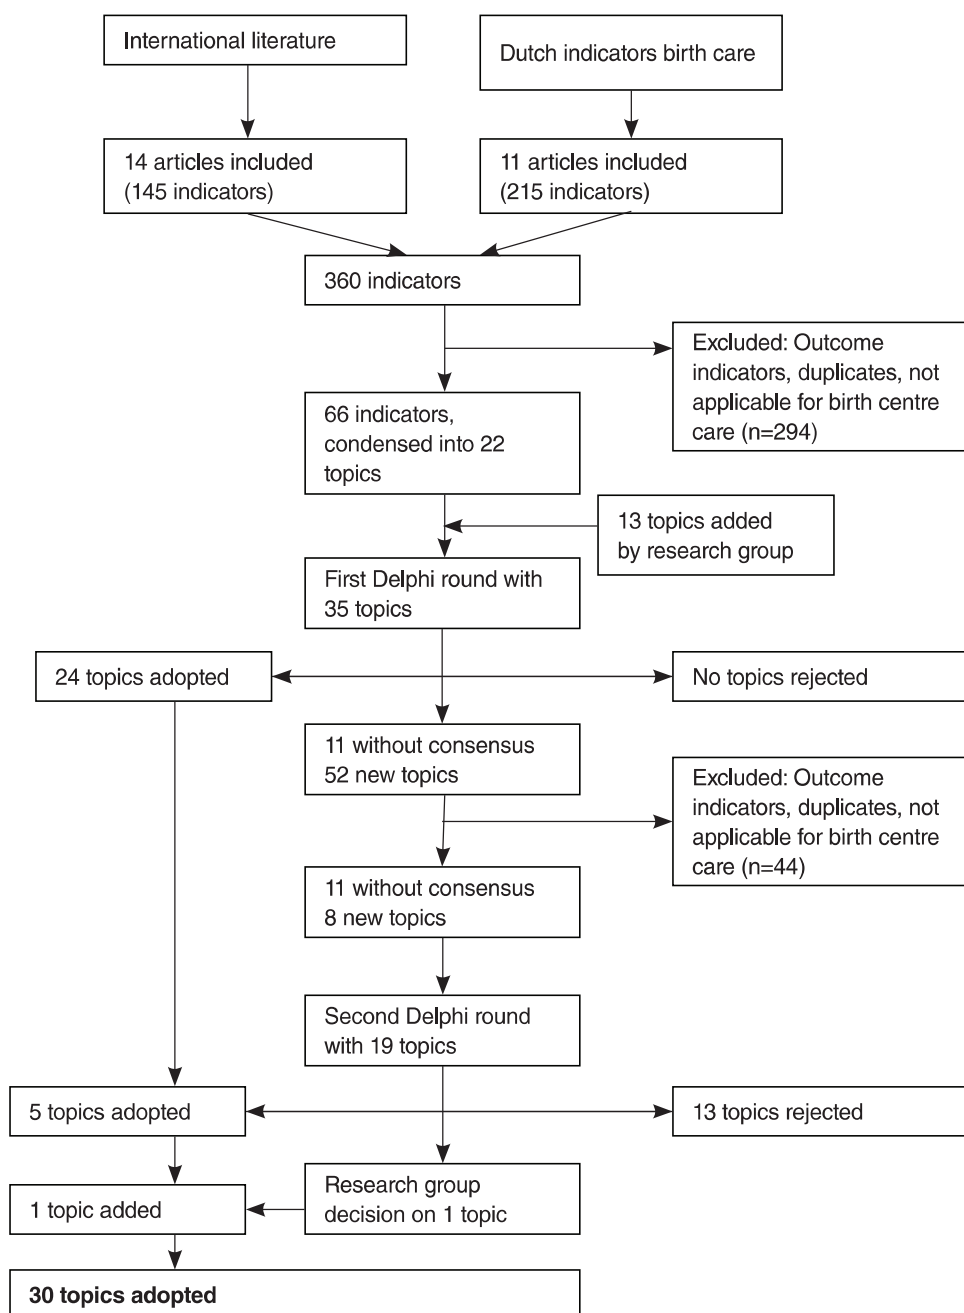 International literature
Dutch indicators birth care
14 articles included
(145 indicators)
11 articles included
(215 indicators)
360 indicators
Excluded: Outcome
indicators, duplicates, not
applicable for birth centre
care (n=294)
66 indicators,
condensed into 22
topics
13 topics added
by research group
First Delphi round with
35 topics
24 topics adopted
No topics rejected
11 without consensus
52 new topics
Excluded: Outcome
indicators, duplicates, not
applicable for birth centre
care (n=44)
11 without consensus
8 new topics
Second Delphi round
with 19 topics
5 topics adopted
13 topics rejected
Research group
decision on 1 topic
1 topic added
30 topics adopted